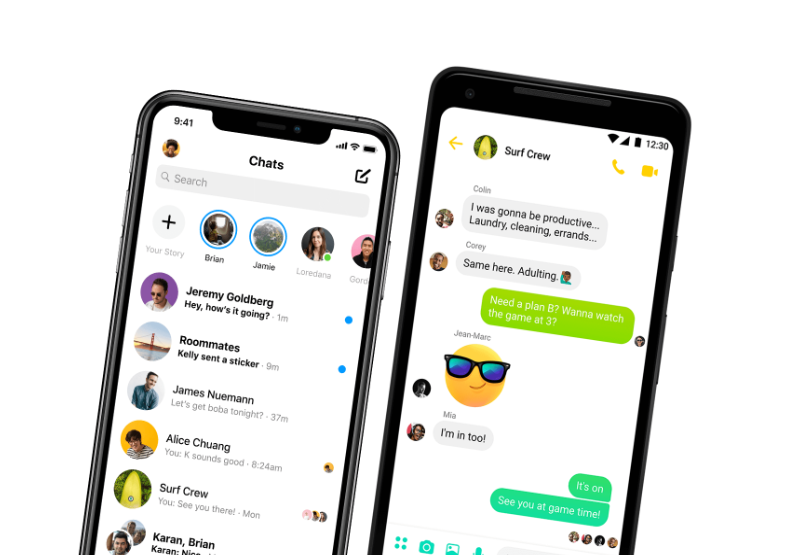 9:41
Chats
Search
Your Story
Brian
Jamie
Loredana
Jeremy Goldberg
Hey, how's it going? · 1m
Roommates
Kelly sent a sticker · 9m
James Nuemann
Let's get boba tonight? · 37m
Alice Chuang
You: K sounds good · 8:24am
Surf Crew
You: See you there! · Mon
Karan, Brian
12:30
Surf Crew
Colin
I was gonna be productive...
Laundry, cleaning, errands...
Corey
Same here. Adulting.
Need a plan B? Wanna watch
the game at 3?
Jean-Marc
Mia
I'm in too!
It's on
See you at game time!